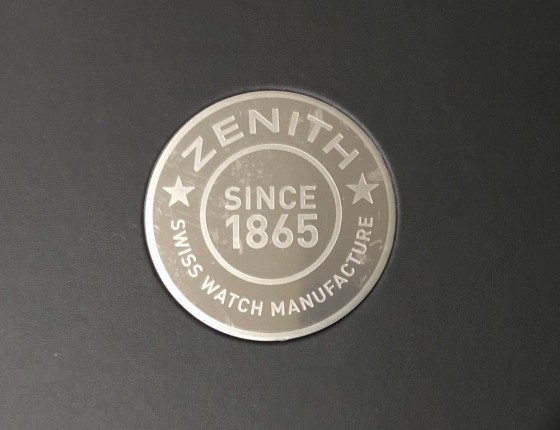 ZENITH
SINCE
1865
SWISS WATCH MANUFACTURE